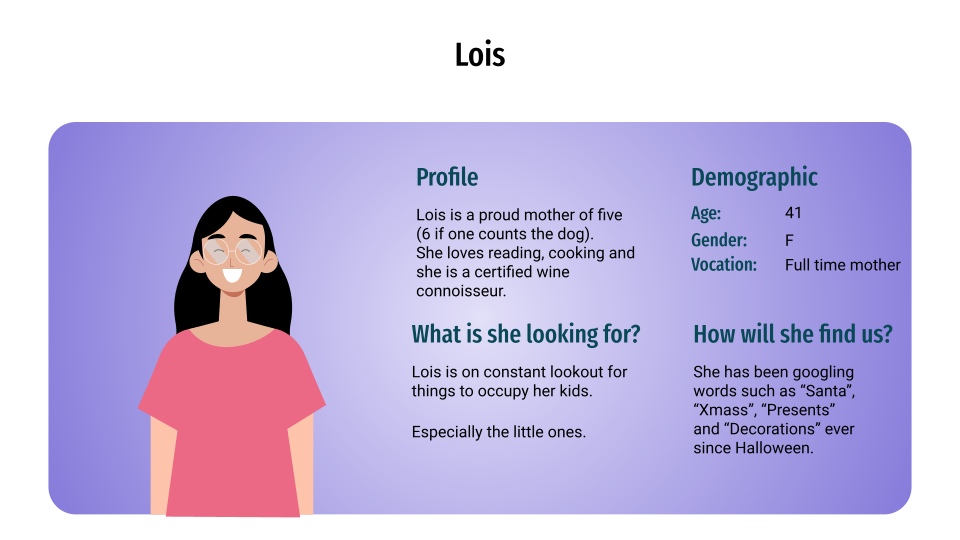 Lois
Profile
Lois is a proud mother of five
(6 if one counts the dog).
She loves reading, cooking and
she is a certified wine
connoisseur.
Demographic
Age: 41
Gender: F
Vocation: Full time mother
What is she looking for?
Lois is on constant lookout for
things to occupy her kids.
Especially the little ones.
How will she find us?
She has been googling
words such as “Santa”,
“Xmass”, “Presents”
and “Decorations” ever
since Halloween.